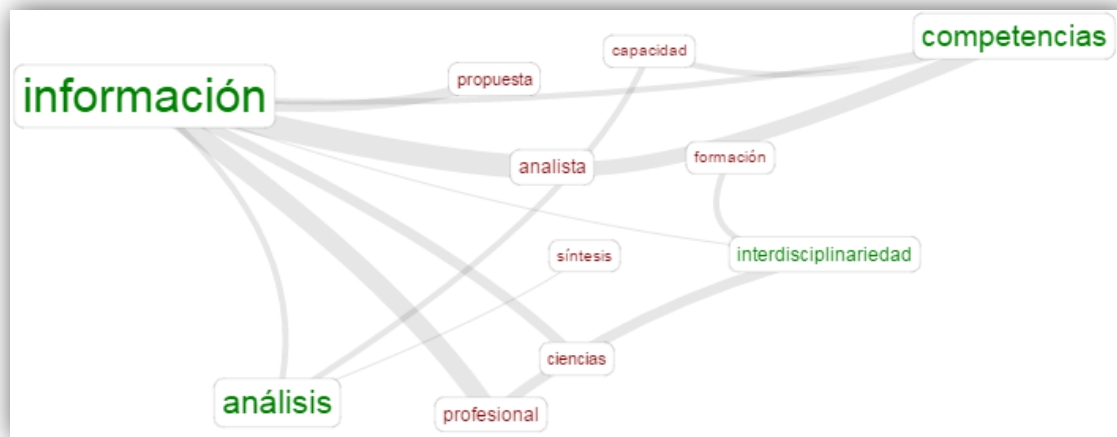 competencias
capacidad
propuesta
información
formación
analista
interdisciplinariedad
síntesis
ciencias
análisis
profesional